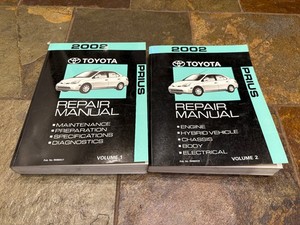 2002
TOYOTA
PRIUS
REPAIR
MANUAL
•MAINTENANCE
•PREPARATION
•SPECIFICATIONS
•DIAGNOSTICS
VOLUME 1
2002
TOYOTA
PRIUS
REPAIR
MANUAL
•ENGINE
•HYBRID VEHICLE
•CHASSIS
•BODY
•ELECTRICAL
VOLUME 2